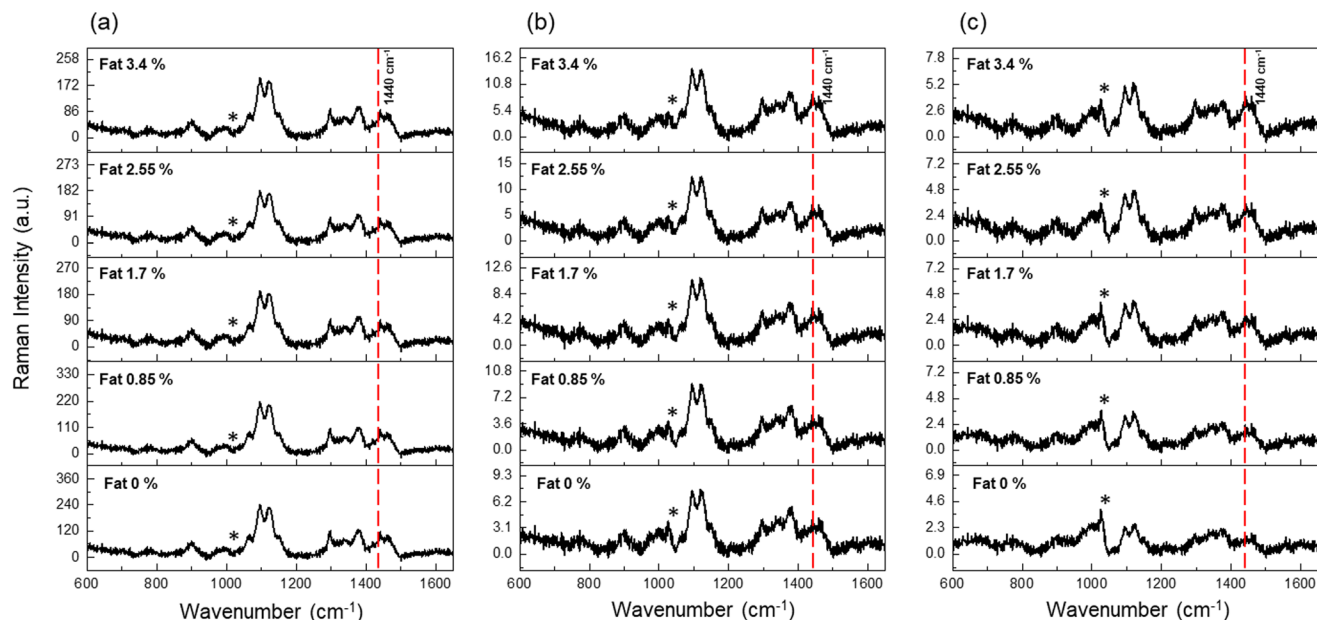 (a)
Raman Intensity (a.u.)
258
172
86
0
Fat 3.4 %
*
1440 cm⁻¹
273
182
91
0
Fat 2.55 %
*
270
180
90
0
Fat 1.7 %
*
330
220
110
0
Fat 0.85 %
*
360
240
120
0
Fat 0 %
*
600 800 1000 1200 1400 1600
Wavenumber (cm⁻¹)
(b)
16.2
10.8
5.4
0.0
Fat 3.4 %
*
1440 cm⁻¹
15
10
5
0
Fat 2.55 %
*
12.6
8.4
4.2
0.0
Fat 1.7 %
*
10.8
7.2
3.6
0.0
Fat 0.85 %
*
9.3
6.2
3.1
0.0
Fat 0 %
*
600 800 1000 1200 1400 1600
Wavenumber (cm⁻¹)
(c)
7.8
5.2
2.6
0.0
Fat 3.4 %
*
1440 cm⁻¹
7.2
4.8
2.4
0.0
Fat 2.55 %
*
7.2
4.8
2.4
0.0
Fat 1.7 %
*
7.2
4.8
2.4
0.0
Fat 0.85 %
*
6.9
4.6
2.3
0.0
Fat 0 %
*
600 800 1000 1200 1400 1600
Wavenumber (cm⁻¹)